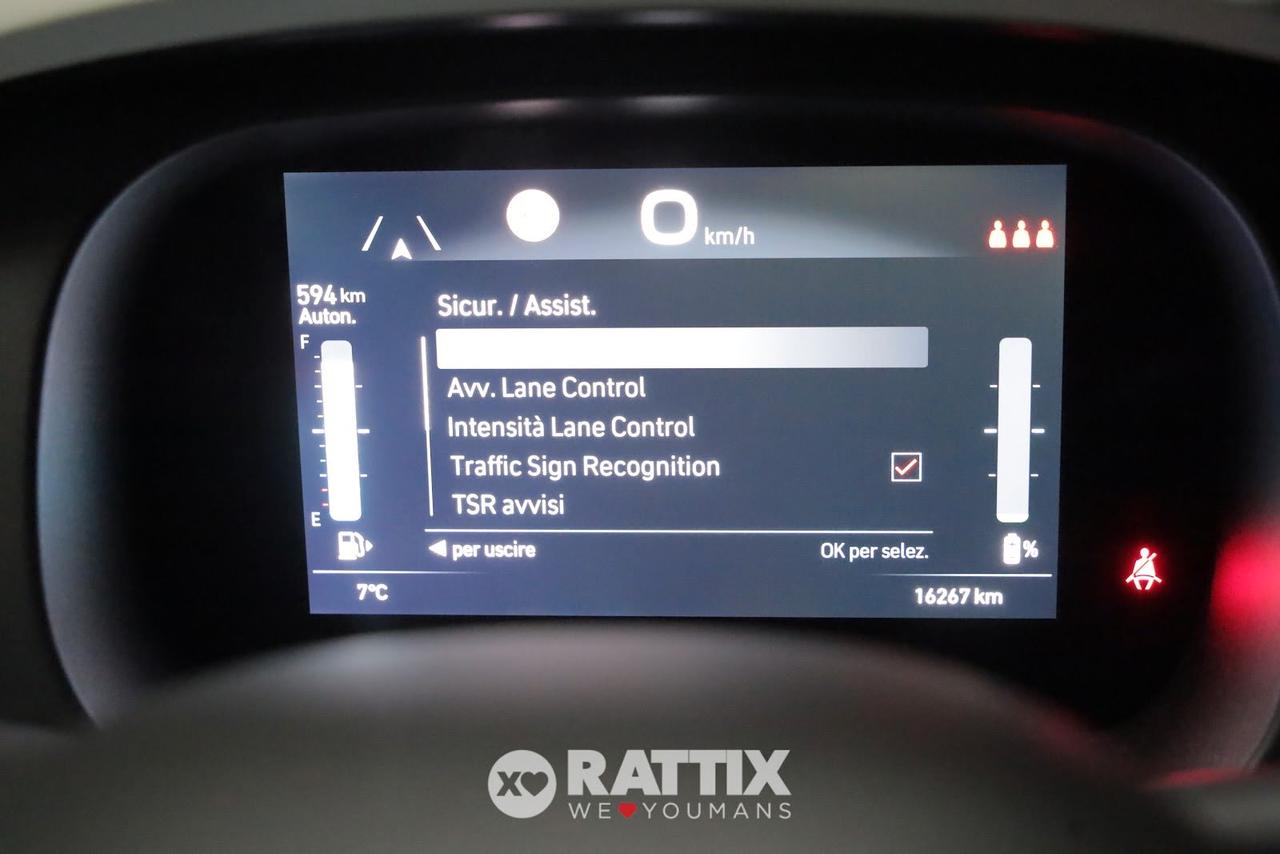 0 km/h
594 km
Auton.
F
Sicur. / Assist.
Avv. Lane Control
Intensità Lane Control
Traffic Sign Recognition
TSR avvisi
E
per uscire
OK per selez.
%
7°C
16267 km
XO
RATTIX
WE YOUMANS